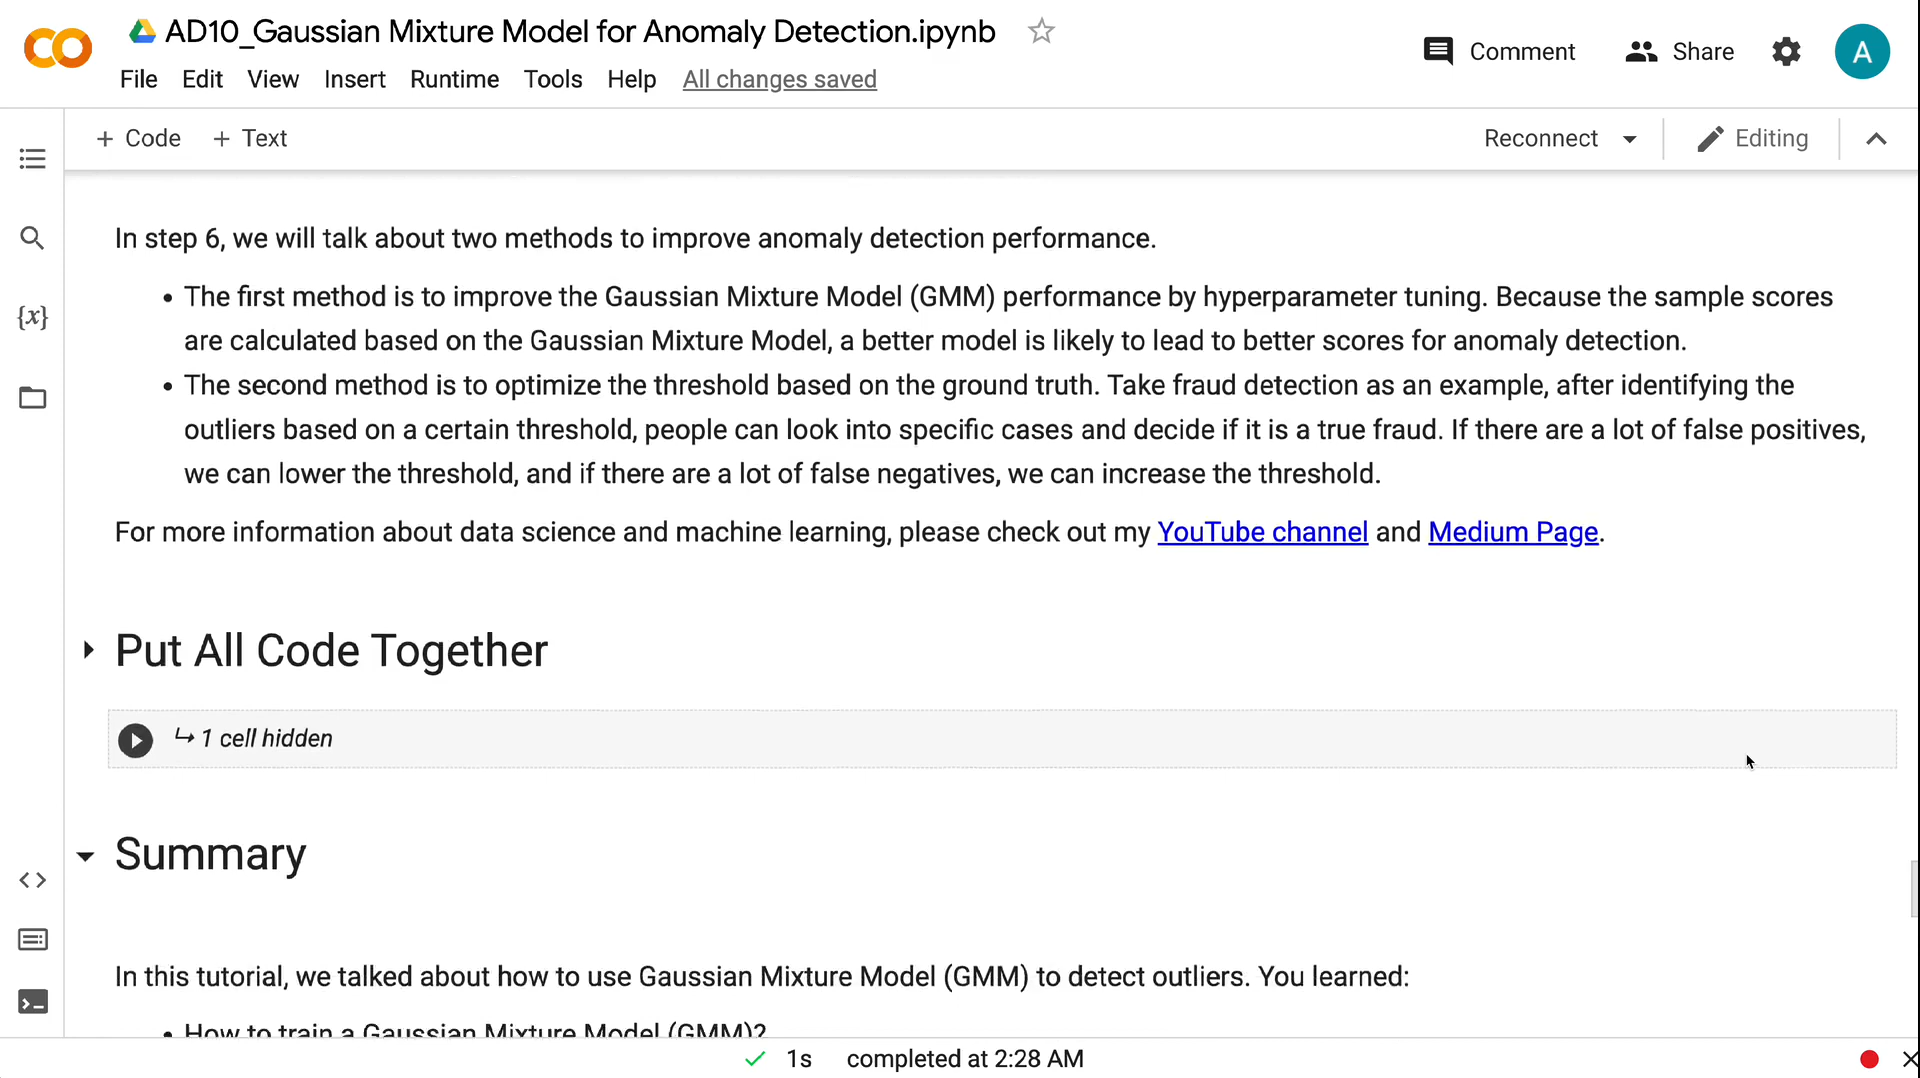 AD10_Gaussian Mixture Model for Anomaly Detection.ipynb
Comment
Share
A
File Edit View Insert Runtime Tools Help All changes saved
+ Code + Text
Reconnect
Editing
In step 6, we will talk about two methods to improve anomaly detection performance.
• The first method is to improve the Gaussian Mixture Model (GMM) performance by hyperparameter tuning. Because the sample scores
are calculated based on the Gaussian Mixture Model, a better model is likely to lead to better scores for anomaly detection.
{x}
• The second method is to optimize the threshold based on the ground truth. Take fraud detection as an example, after identifying the
outliers based on a certain threshold, people can look into specific cases and decide if it is a true fraud. If there are a lot of false positives,
we can lower the threshold, and if there are a lot of false negatives, we can increase the threshold.
For more information about data science and machine learning, please check out my YouTube channel and Medium Page.
Put All Code Together
1 cell hidden
Summary
In this tutorial, we talked about how to use Gaussian Mixture Model (GMM) to detect outliers. You learned:
• How to train a Gaussian Mixture Model (GMM)?
1s completed at 2:28 AM